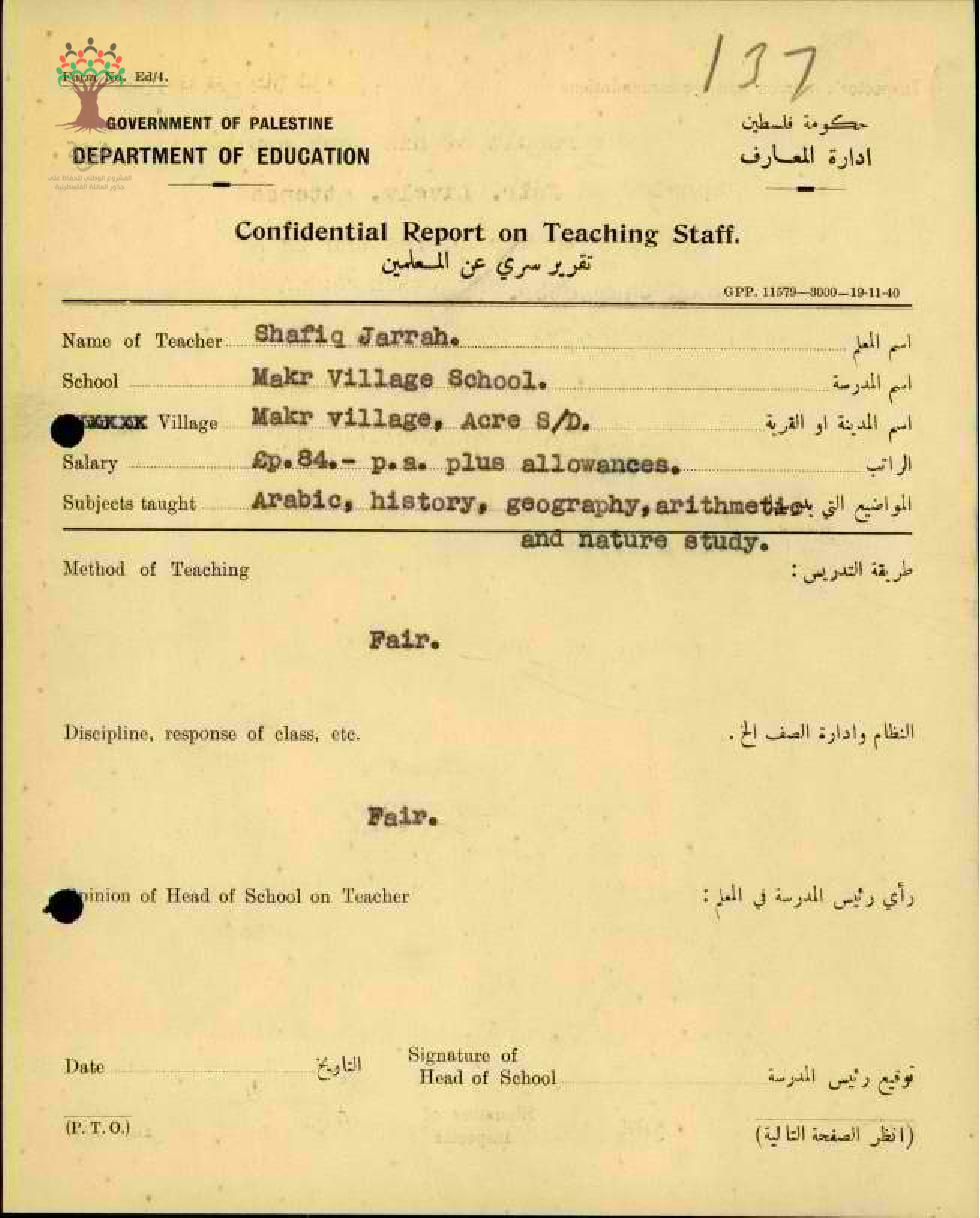 137
Form No. Ed/4.
GOVERNMENT OF PALESTINE حكومة فلسطين
DEPARTMENT OF EDUCATION ادارة المعارف
Confidential Report on Teaching Staff.
تقرير سري عن المعلمين
GPP. 11579—3000—19-11-40
Name of Teacher Shafiq Jarrah. اسم المعلم
School Makr Village School. اسم المدرسة
Village Makr village, Acre S/D. اسم المدينة او القرية
Salary £p.84.- p.a. plus allowances. الراتب
Subjects taught Arabic, history, geography, arithmetic المواضيع التي
and nature study.
Method of Teaching طريقة التدريس :
Fair.
Discipline, response of class, etc. النظام وادارة الصف الخ .
Fair.
Opinion of Head of School on Teacher رأي رئيس المدرسة في المعلم :
Date التاريخ Signature of
Head of School توقيع رئيس المدرسة
(P. T. O.) (انظر الصفحة التالية)